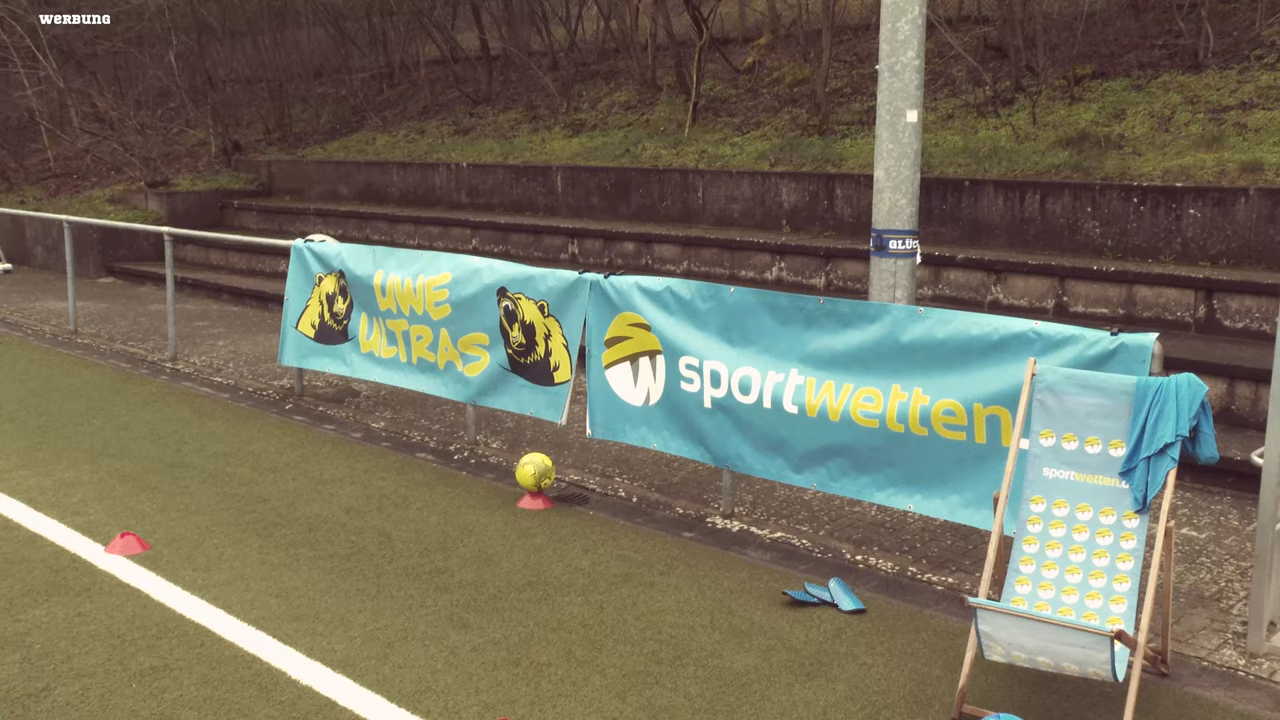 WERBUNG
GLÜC
UWE
ULTRAS
sportwetten
sportwetten.